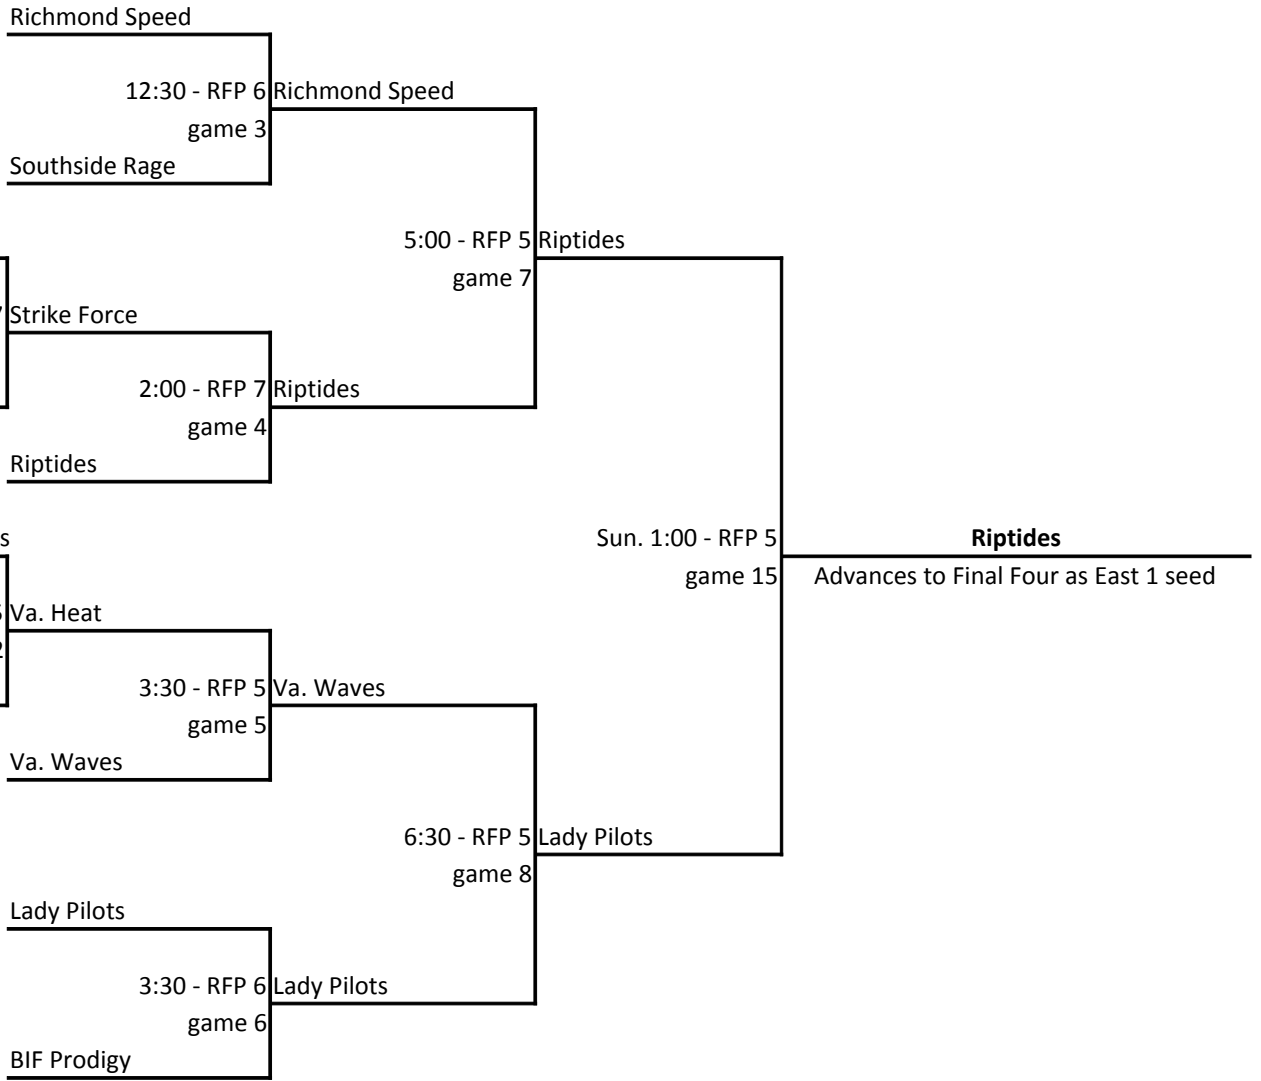 Richmond Speed
12:30 - RFP 6 Richmond Speed
game 3
Southside Rage
5:00 - RFP 5 Riptides
game 7
Strike Force
2:00 - RFP 7 Riptides
game 4
Riptides
s
Sun. 1:00 - RFP 5 Riptides
game 15 Advances to Final Four as East 1 seed
Va. Heat
3:30 - RFP 5 Va. Waves
game 5
Va. Waves
6:30 - RFP 5 Lady Pilots
game 8
Lady Pilots
3:30 - RFP 6 Lady Pilots
game 6
BIF Prodigy